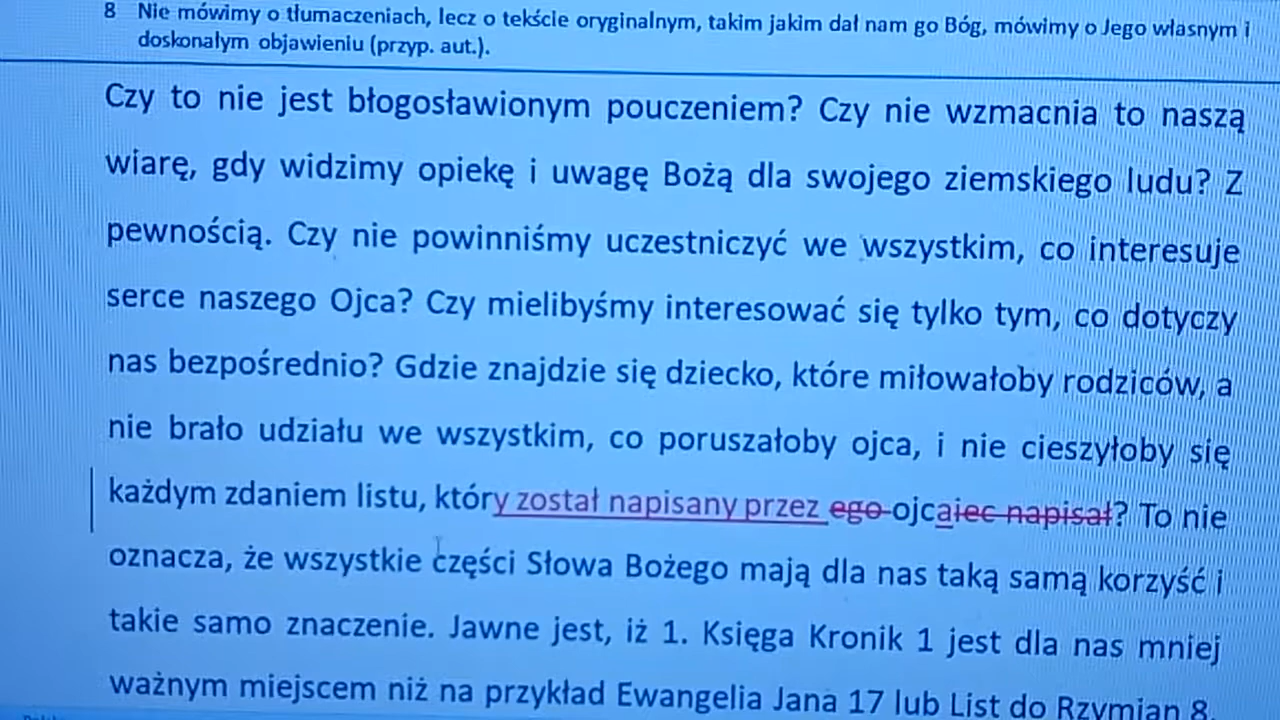 8 Nie mówimy o tłumaczeniach, lecz o tekście oryginalnym, takim jakim dał nam go Bóg, mówimy o Jego własnym i
doskonałym objawieniu (przyp. aut.).
Czy to nie jest błogosławionym pouczeniem? Czy nie wzmacnia to naszą
wiarę, gdy widzimy opiekę i uwagę Bożą dla swojego ziemskiego ludu? Z
pewnością. Czy nie powinniśmy uczestniczyć we wszystkim, co interesuje
serce naszego Ojca? Czy mielibyśmy interesować się tylko tym, co dotyczy
nas bezpośrednio? Gdzie znajdzie się dziecko, które miłowałoby rodziców, a
nie brało udziału we wszystkim, co poruszałoby ojca, i nie cieszyłoby się
każdym zdaniem listu, który został napisany przez ego ojcaiec napisał? To nie
oznacza, że wszystkie części Słowa Bożego mają dla nas taką samą korzyść i
takie samo znaczenie. Jawne jest, iż 1. Księga Kronik 1 jest dla nas mniej
ważnym miejscem niż na przykład Ewangelia Jana 17 lub List do Rzymian 8.